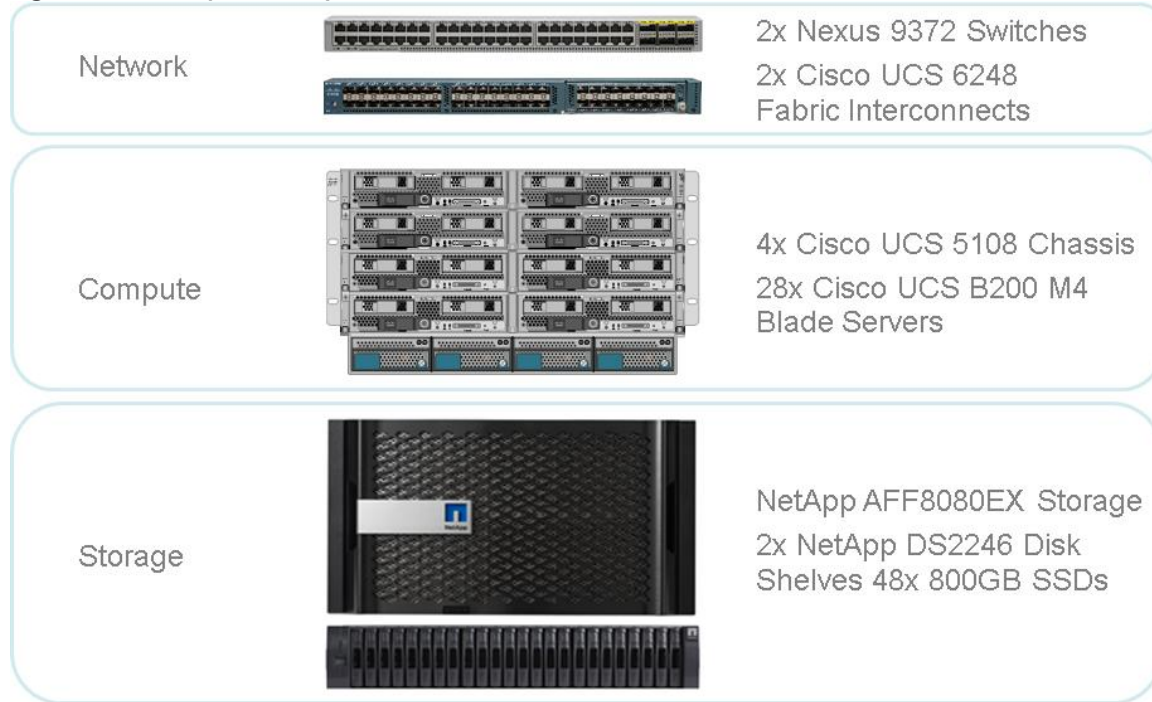 Network
2x Nexus 9372 Switches
2x Cisco UCS 6248
Fabric Interconnects
Compute
4x Cisco UCS 5108 Chassis
28x Cisco UCS B200 M4
Blade Servers
Storage
NetApp
NetApp AFF8080EX Storage
2x NetApp DS2246 Disk
Shelves 48x 800GB SSDs